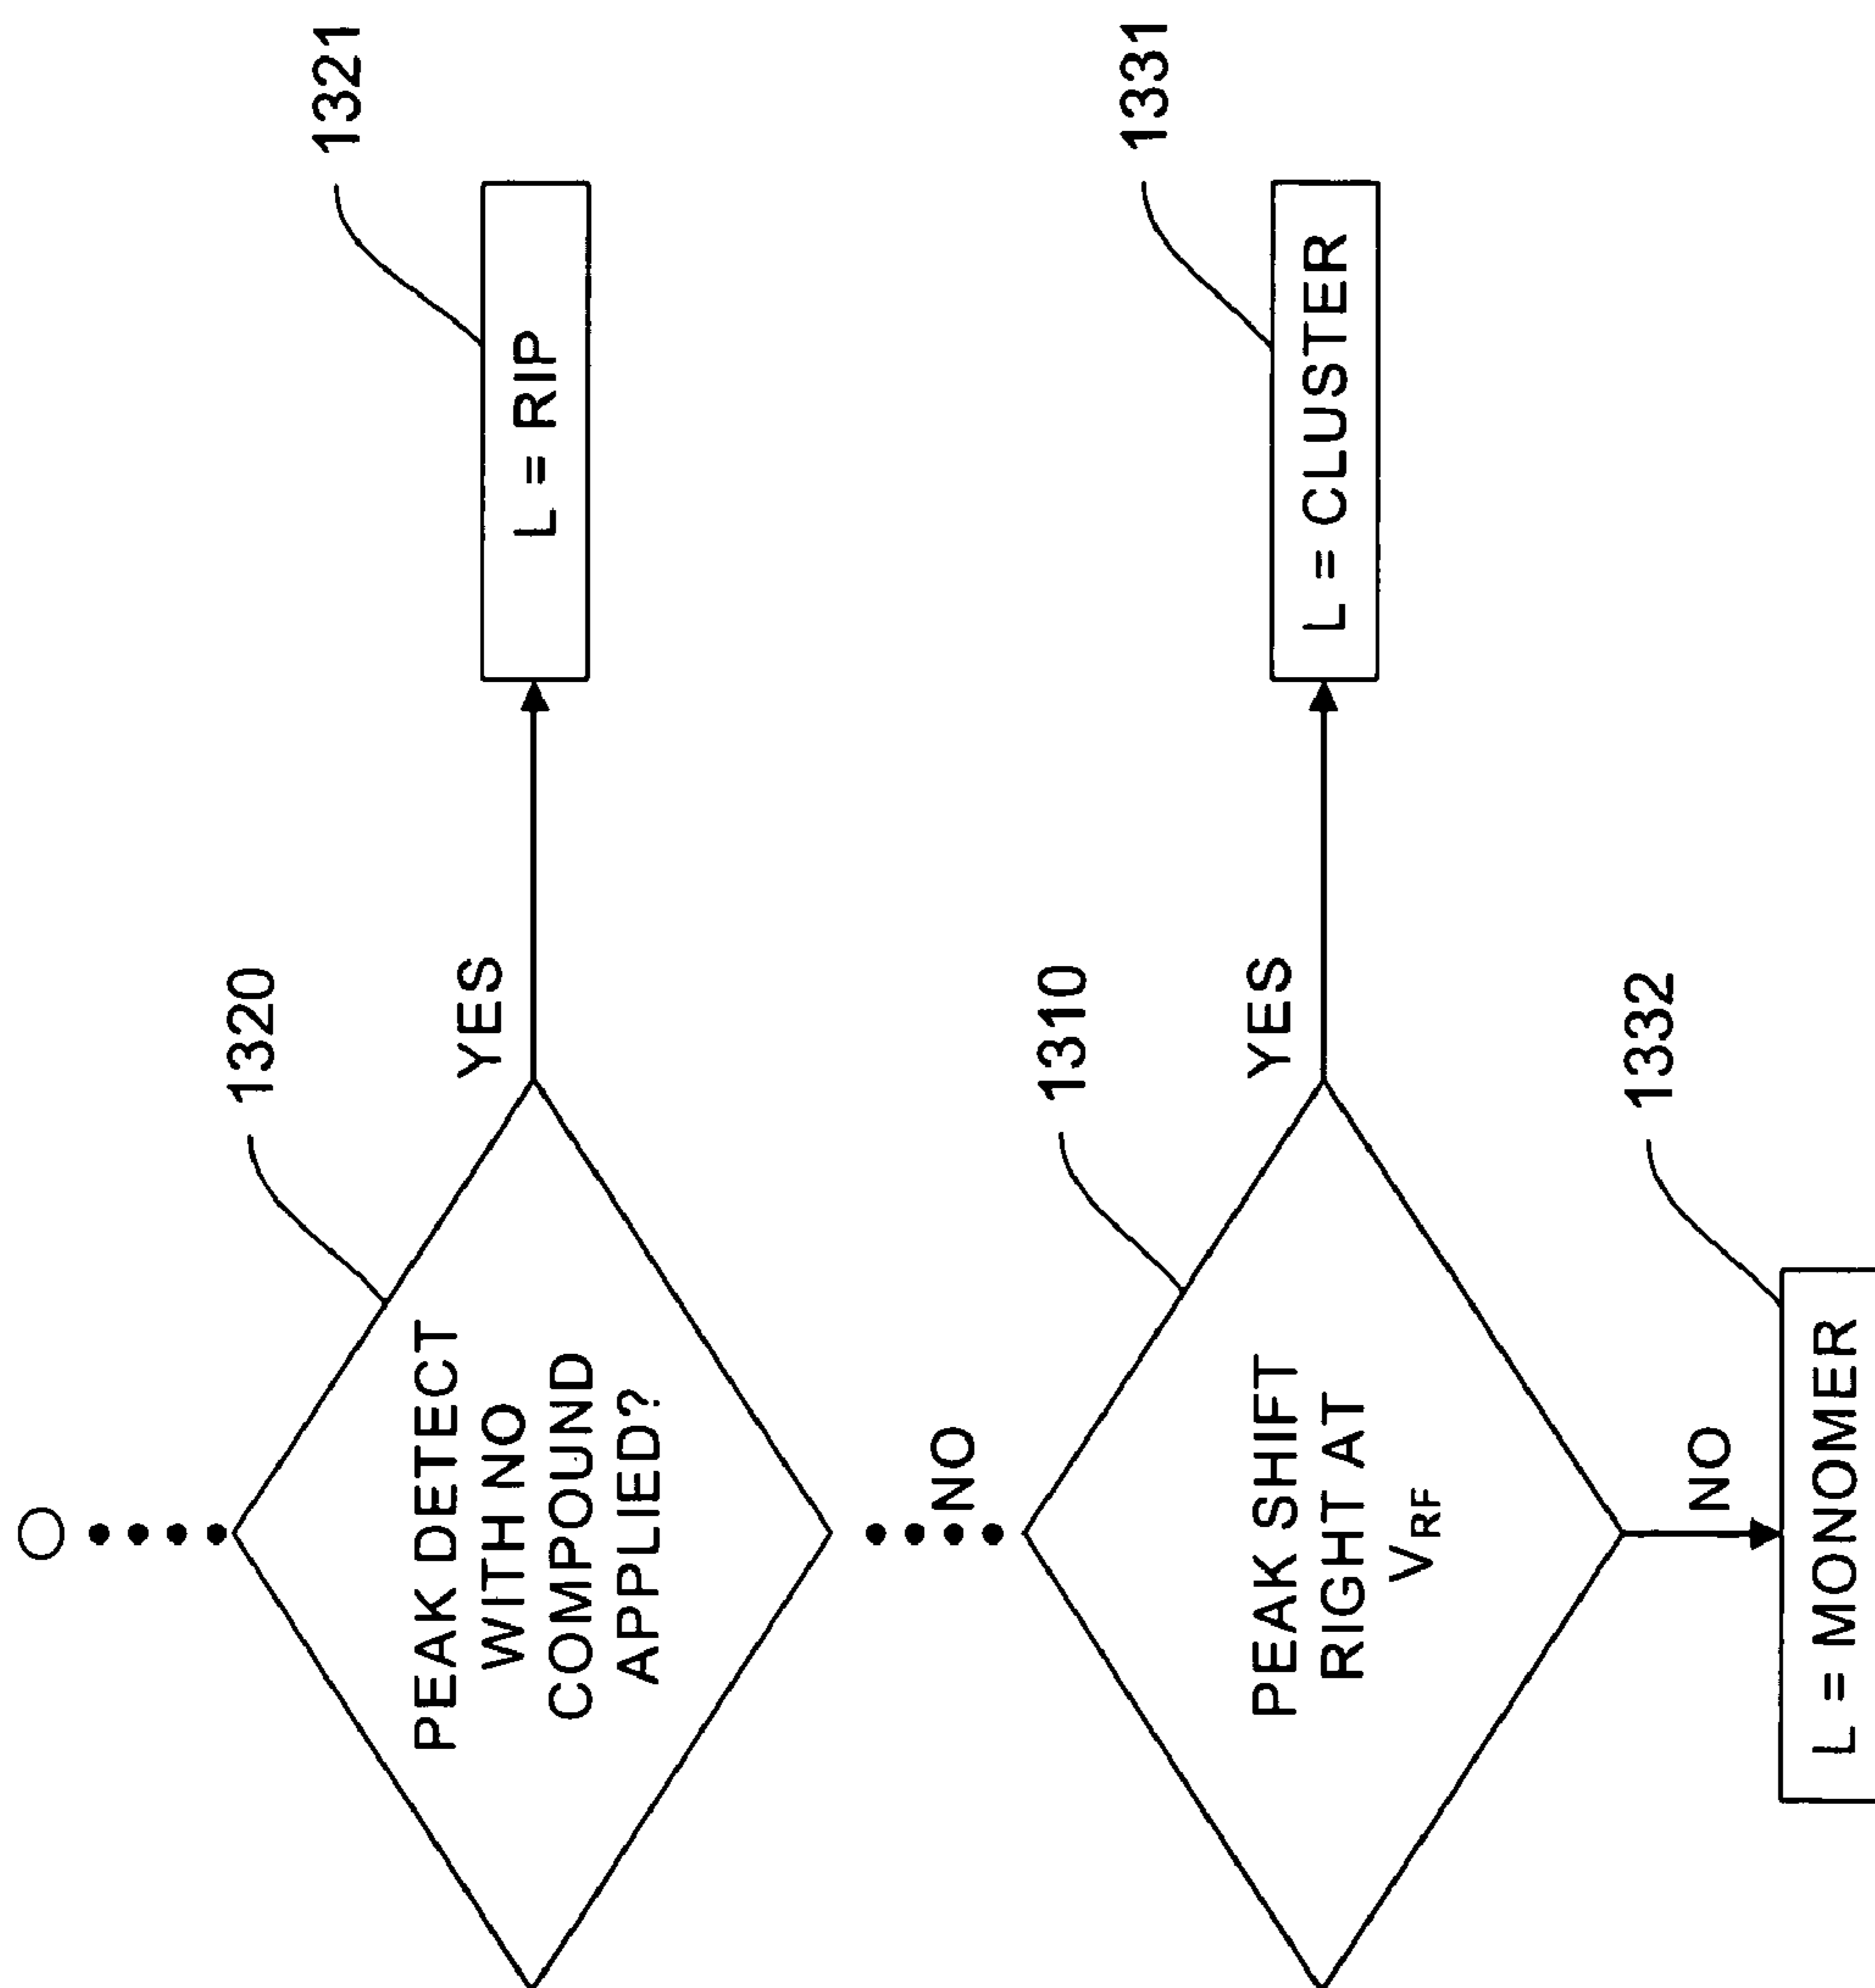 1320
PEAK DETECT
WITH NO
COMPOUND
APPLIED?
YES
1321
L = RIP
NO
1310
PEAK SHIFT
RIGHT AT
VRF
YES
1331
L = CLUSTER
NO
1332
L = MONOMER